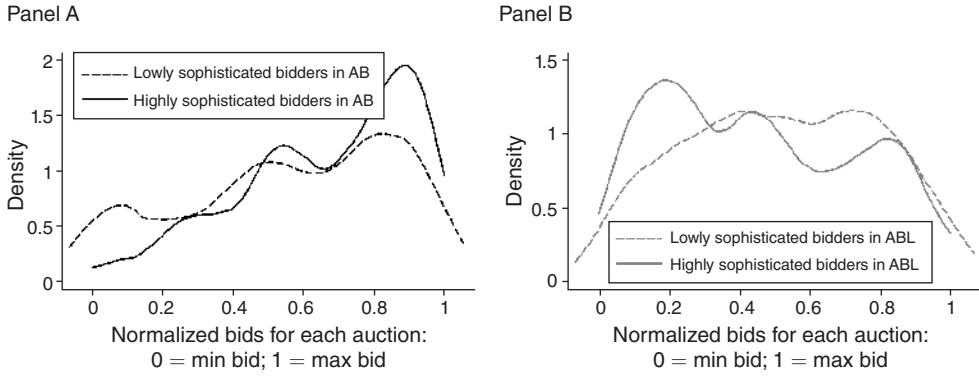 Panel A
2
1.5
1
0.5
0
Density
Lowly sophisticated bidders in AB
Highly sophisticated bidders in AB
0 0.2 0.4 0.6 0.8 1
Normalized bids for each auction:
0 = min bid; 1 = max bid
Panel B
1.5
1
0.5
0
Density
Lowly sophisticated bidders in ABL
Highly sophisticated bidders in ABL
0 0.2 0.4 0.6 0.8 1
Normalized bids for each auction:
0 = min bid; 1 = max bid